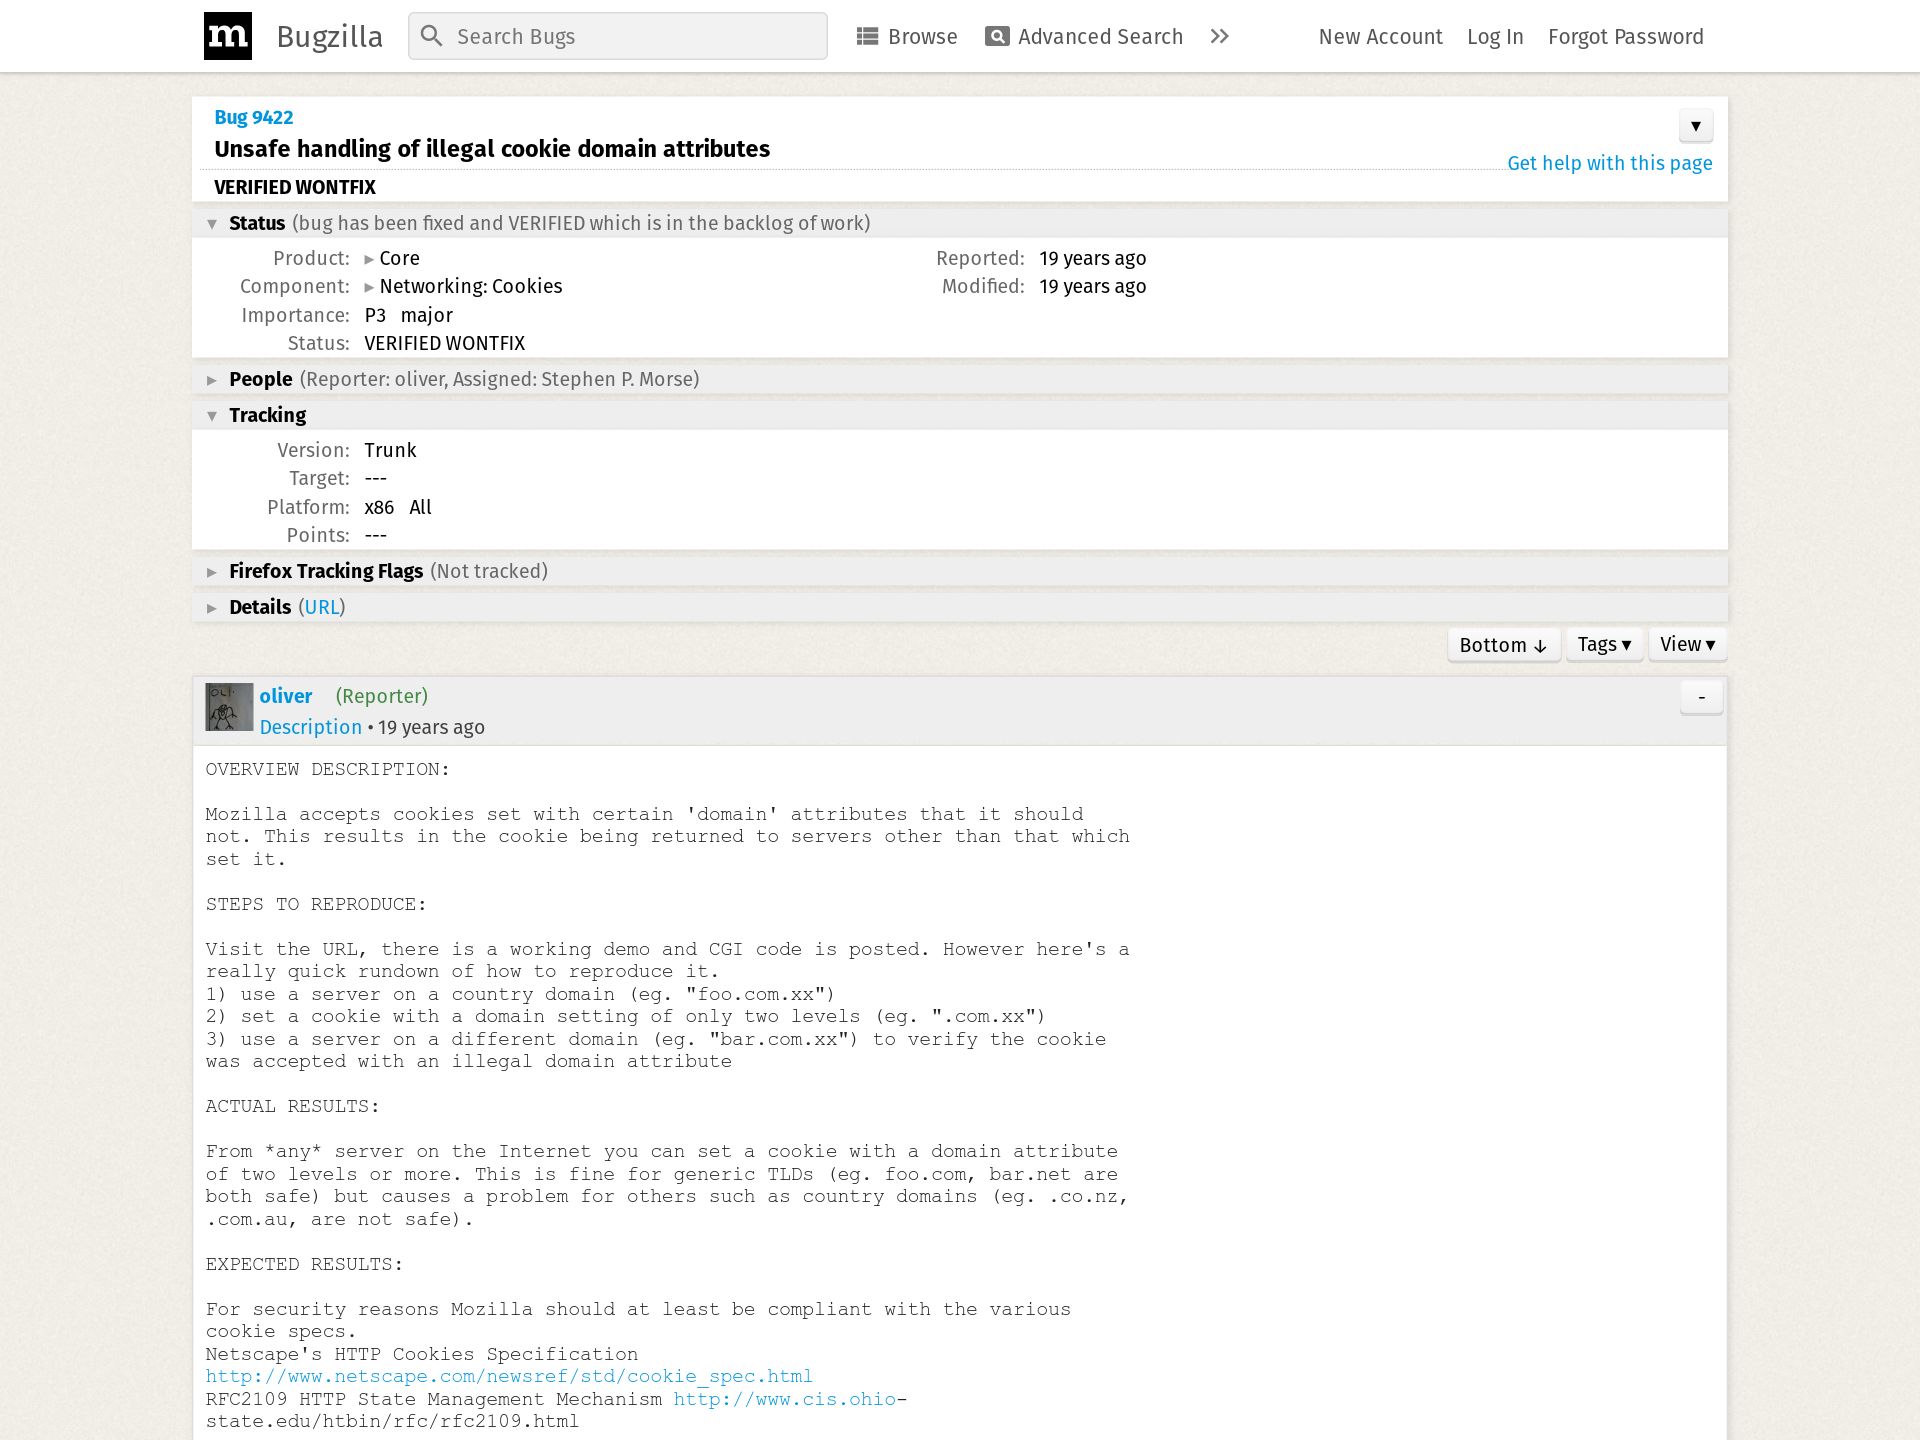 m Bugzilla Search Bugs Browse Advanced Search New Account Log In Forgot Password
Bug 9422
▼
Unsafe handling of illegal cookie domain attributes
Get help with this page
VERIFIED WONTFIX
▾ Status (bug has been fixed and VERIFIED which is in the backlog of work)
Product: ▸ Core Reported: 19 years ago
Component: ▸ Networking: Cookies Modified: 19 years ago
Importance: P3 major
Status: VERIFIED WONTFIX
▸ People (Reporter: oliver, Assigned: Stephen P. Morse)
▾ Tracking
Version: Trunk
Target: ---
Platform: x86 All
Points: ---
▸ Firefox Tracking Flags (Not tracked)
▸ Details (URL)
Bottom ↓ Tags ▾ View ▾
OLI
oliver (Reporter) -
Description • 19 years ago
OVERVIEW DESCRIPTION:
Mozilla accepts cookies set with certain 'domain' attributes that it should
not. This results in the cookie being returned to servers other than that which
set it.
STEPS TO REPRODUCE:
Visit the URL, there is a working demo and CGI code is posted. However here's a
really quick rundown of how to reproduce it.
1) use a server on a country domain (eg. "foo.com.xx")
2) set a cookie with a domain setting of only two levels (eg. ".com.xx")
3) use a server on a different domain (eg. "bar.com.xx") to verify the cookie
was accepted with an illegal domain attribute
ACTUAL RESULTS:
From *any* server on the Internet you can set a cookie with a domain attribute
of two levels or more. This is fine for generic TLDs (eg. foo.com, bar.net are
both safe) but causes a problem for others such as country domains (eg. .co.nz,
.com.au, are not safe).
EXPECTED RESULTS:
For security reasons Mozilla should at least be compliant with the various
cookie specs.
Netscape's HTTP Cookies Specification
http://www.netscape.com/newsref/std/cookie_spec.html
RFC2109 HTTP State Management Mechanism http://www.cis.ohio-
state.edu/htbin/rfc/rfc2109.html